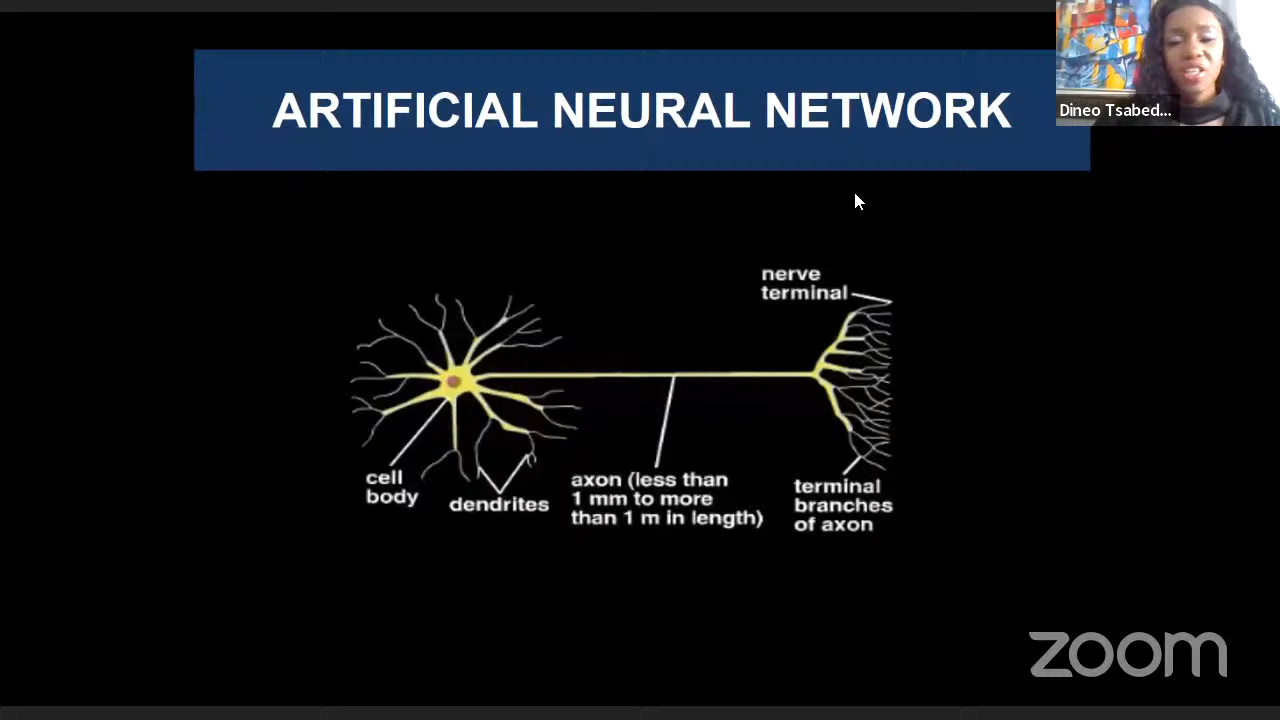 ARTIFICIAL NEURAL NETWORK
Dineo Tsabed...
nerve
terminal
cell
body
dendrites
axon (less than
1 mm to more
than 1 m in length)
terminal
branches
of axon
zoom